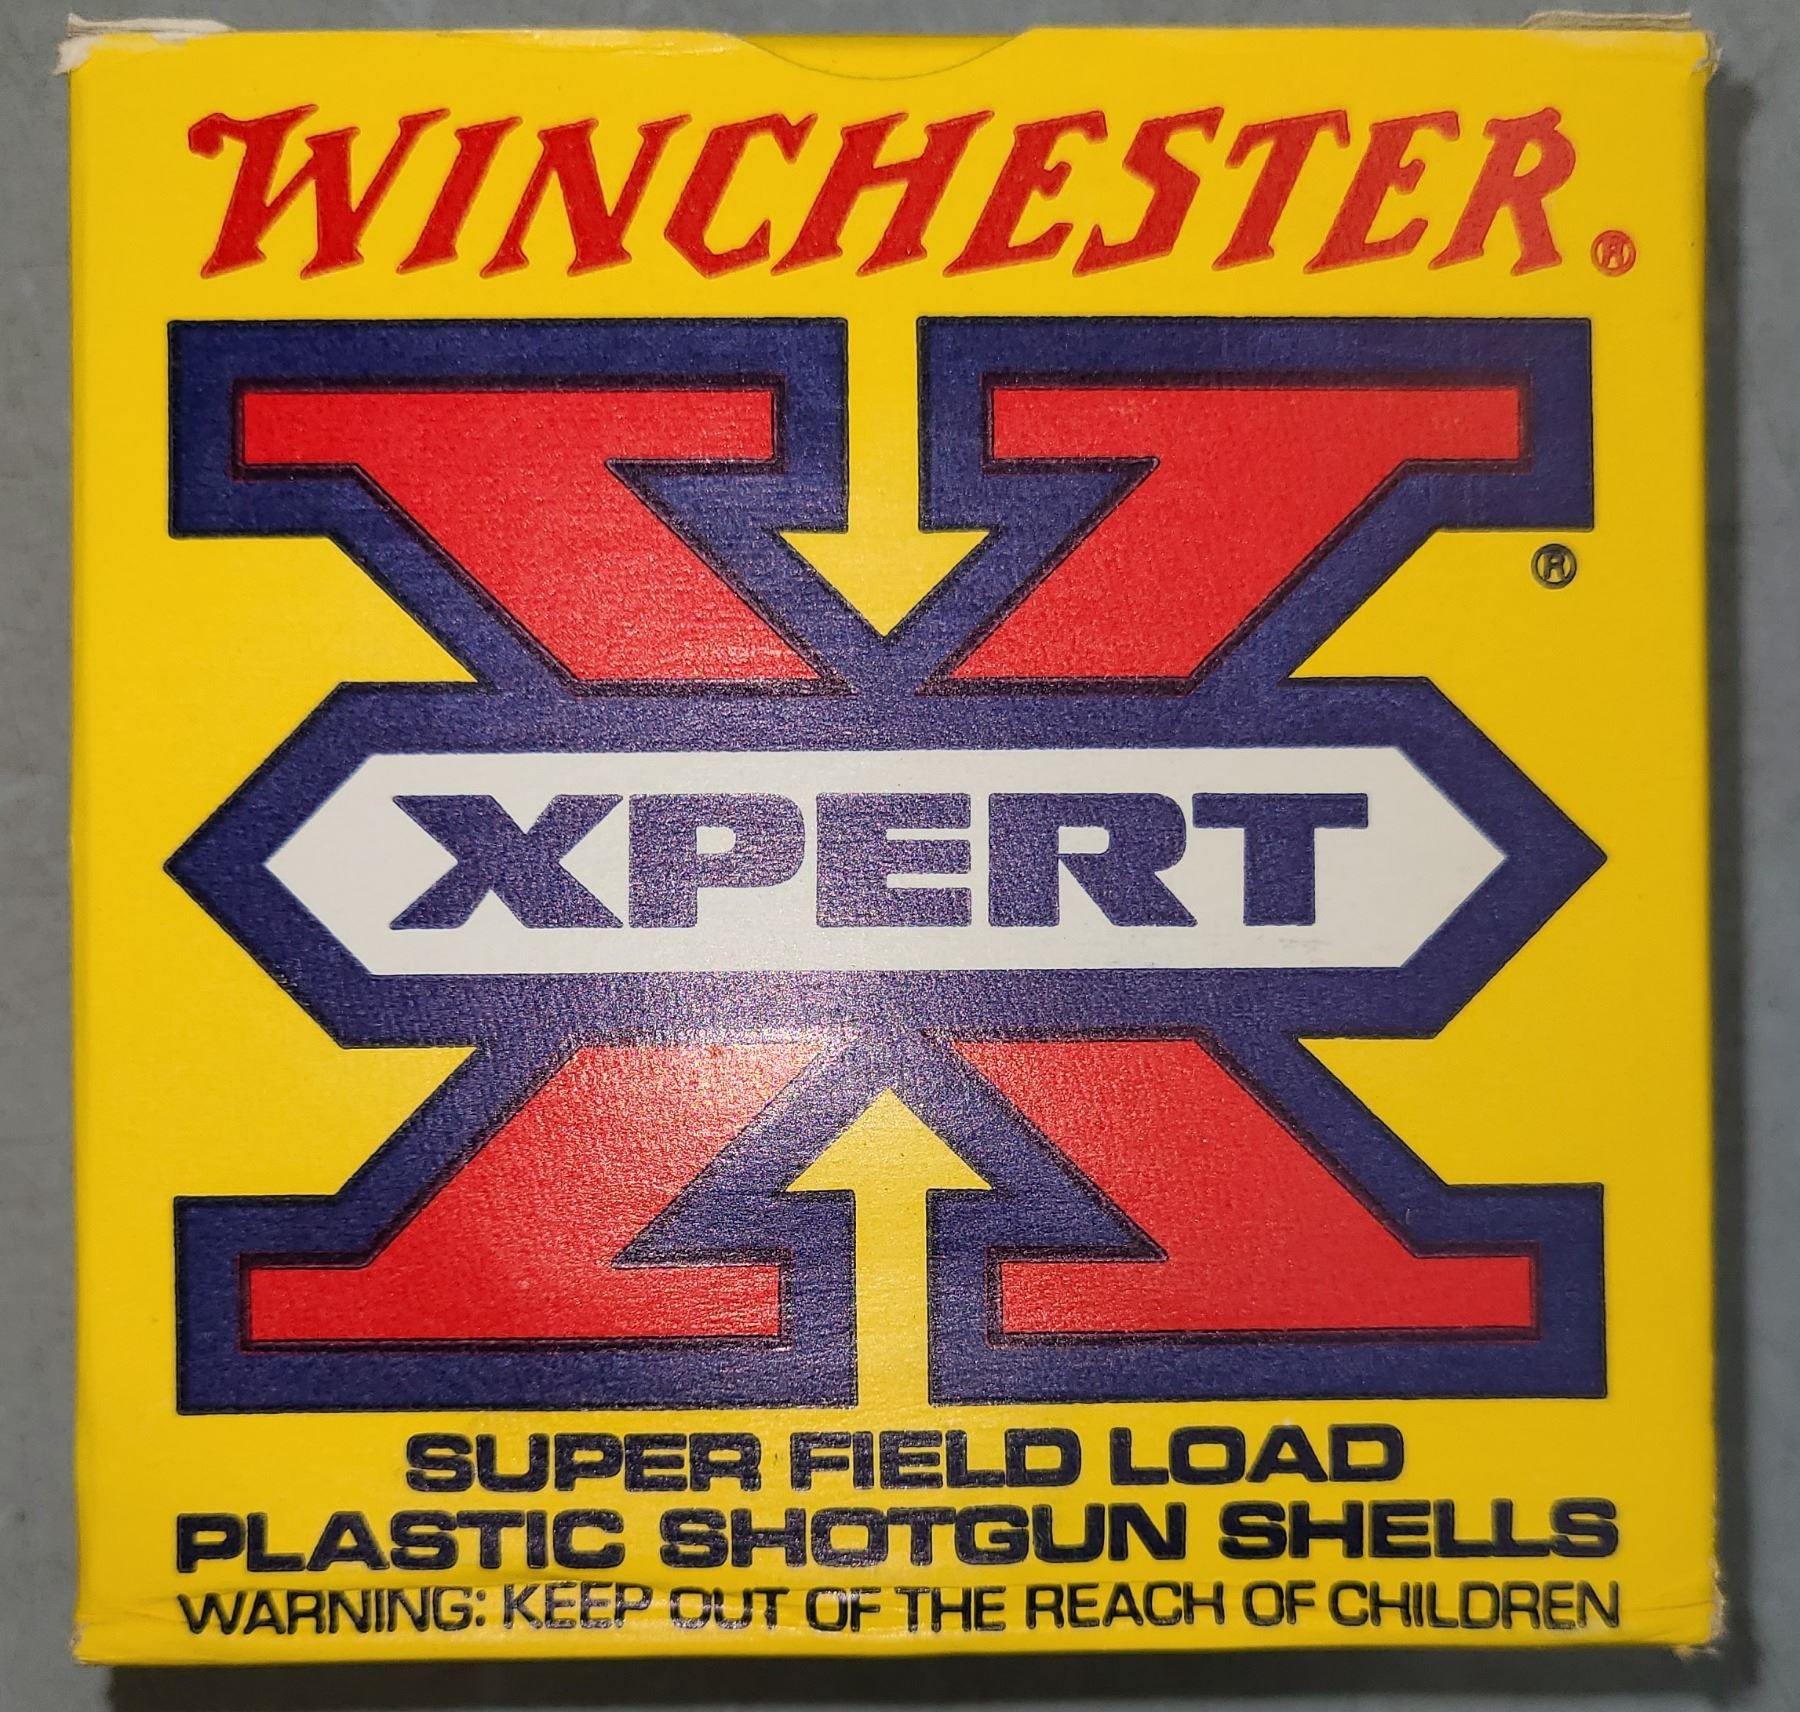 WINCHESTER®
®
XPERT
SUPER FIELD LOAD
PLASTIC SHOTGUN SHELLS
WARNING: KEEP OUT OF THE REACH OF CHILDREN